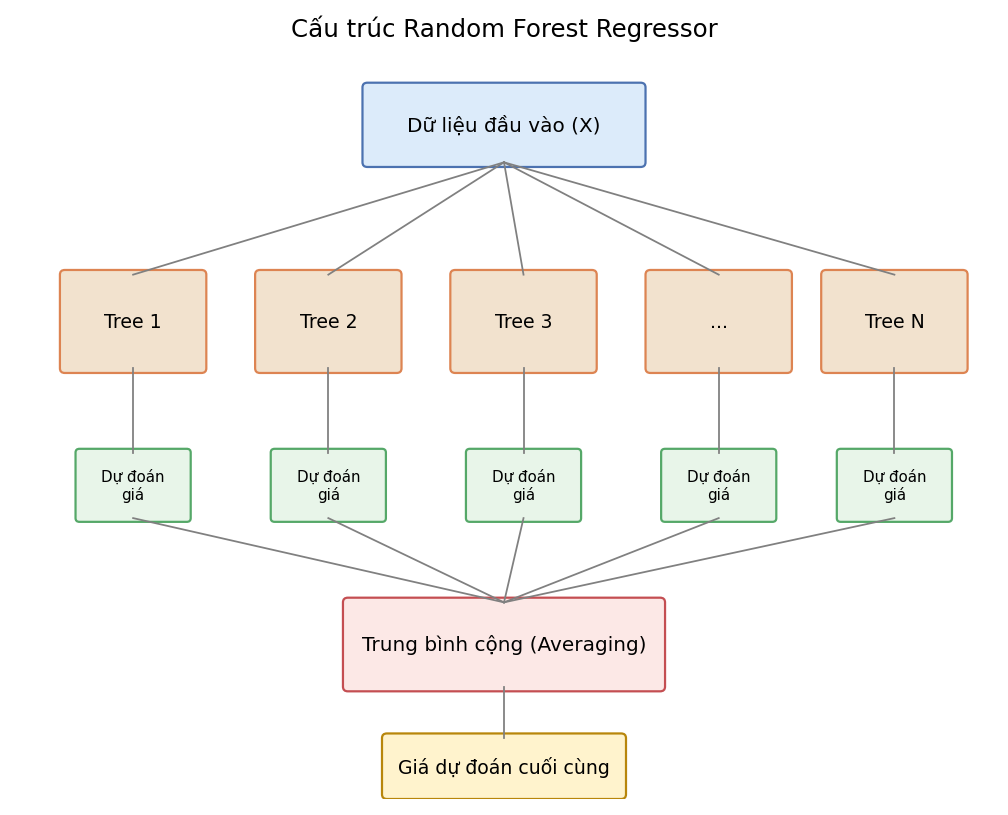 Cấu trúc Random Forest Regressor
Dữ liệu đầu vào (X)
Tree 1
Tree 2
Tree 3
...
Tree N
Dự đoán
giá
Dự đoán
giá
Dự đoán
giá
Dự đoán
giá
Dự đoán
giá
Trung bình cộng (Averaging)
Giá dự đoán cuối cùng